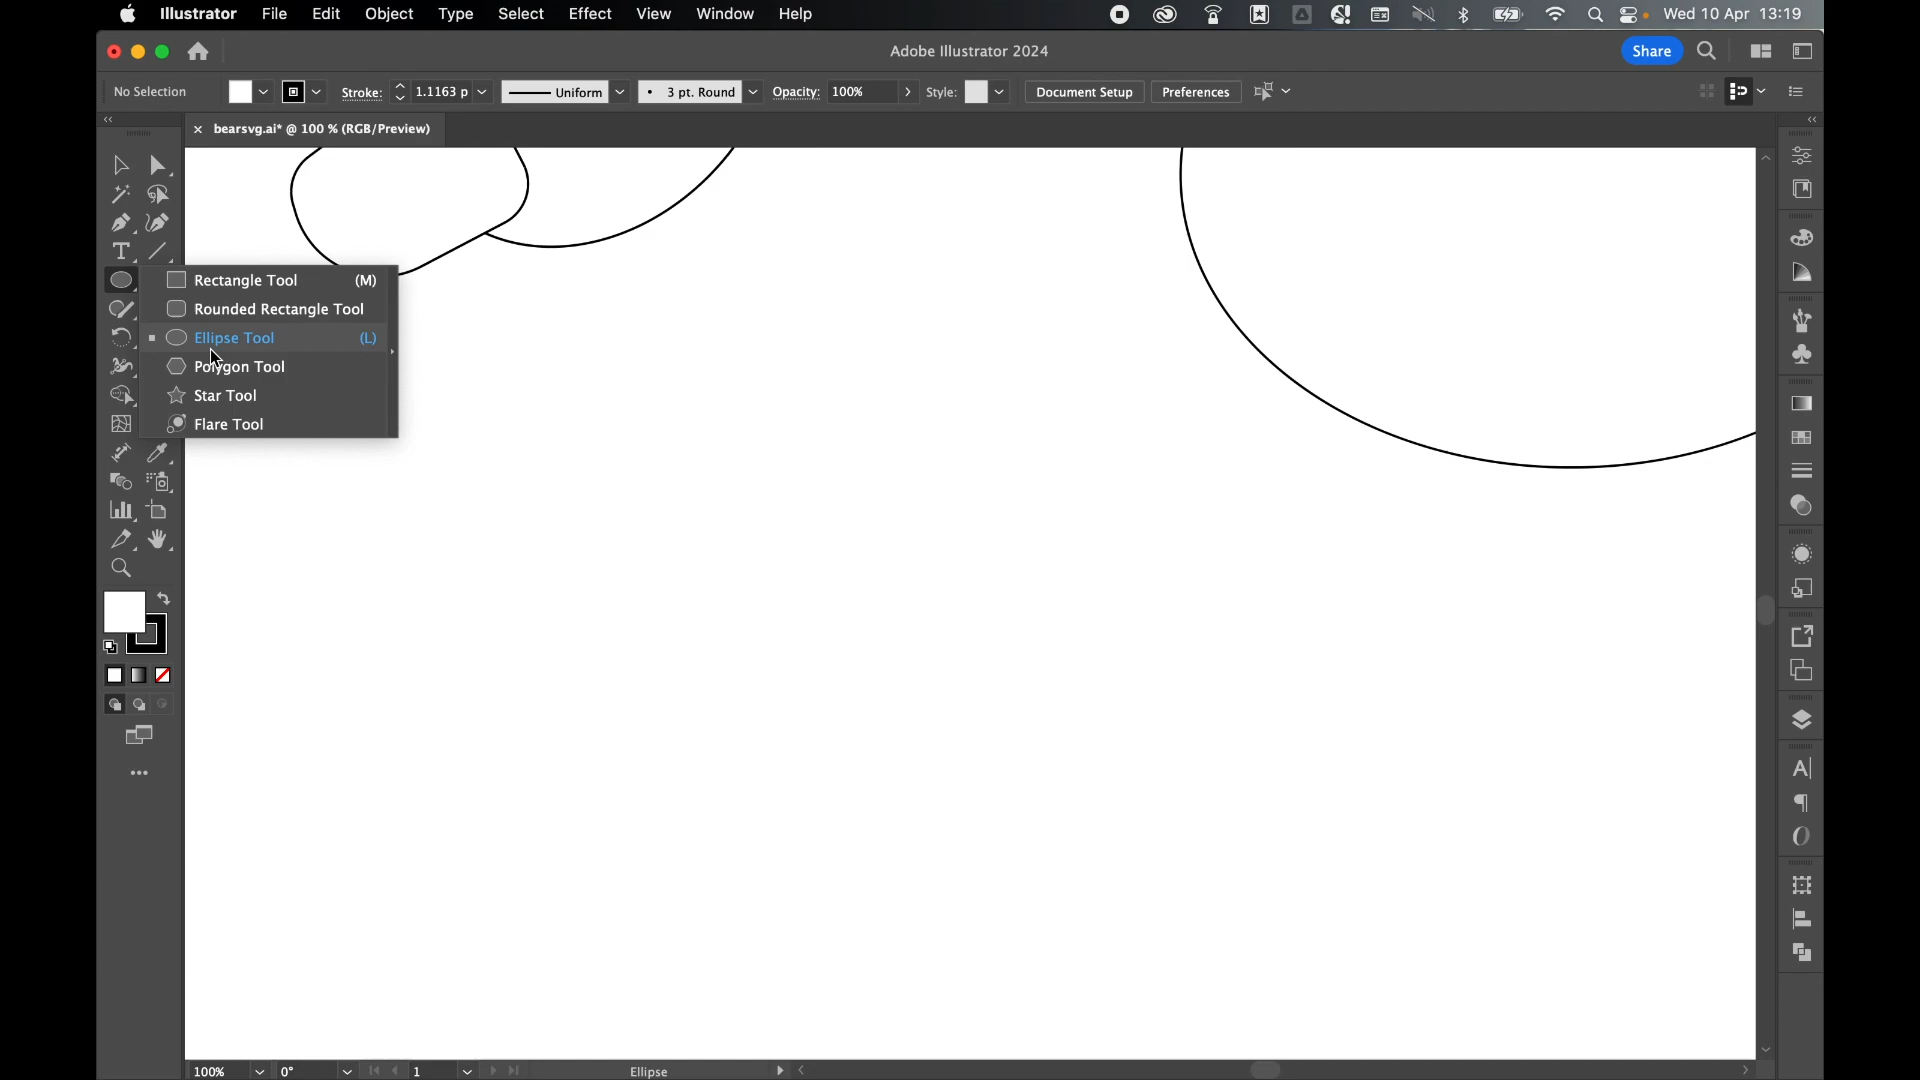 Illustrator File Edit Object Type Select Effect View Window Help Wed 10 Apr 13:19
Adobe Illustrator 2024 Share
No Selection Stroke: 1.1163 p Uniform 3 pt. Round Opacity: 100% Style: Document Setup Preferences
bearsvg.ai* @ 100 % (RGB/Preview)
Rectangle Tool (M)
Rounded Rectangle Tool
Ellipse Tool (L)
Polygon Tool
Star Tool
Flare Tool
100% 0° 1 Ellipse